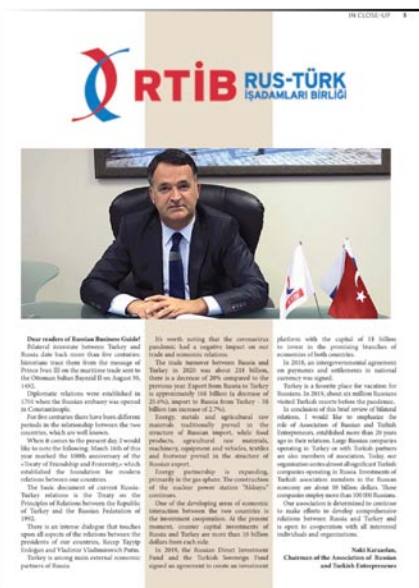 IN CLOSE-UP 5
RTİB RUS-TÜRK
İŞADAMLARI BİRLİĞİ
Dear readers of Russian Business Guide!
Bilateral interstate between Turkey and
Russia date back more than five centuries:
historians trace them from the message of
Prince Ivan III on the maritime trade sent to
the Ottoman Sultan Bayezid II on August 30,
1492.
Diplomatic relations were established in
1701 when the Russian embassy was opened
in Constantinople.
For five centuries there have been different
periods in the relationship between the two
countries, which are well known.
When it comes to the present day, I would
like to note the following: March 16th of this
year marked the 100th anniversary of the
«Treaty of Friendship and Fraternity,» which
established the foundation for modern
relations between our countries.
The basic document of current Russia-
Turkey relations is the Treaty on the
Principles of Relations between the Republic
of Turkey and the Russian Federation of
1992.
There is an intense dialogue that touches
upon all aspects of the relations between the
presidents of our countries, Recep Tayyip
Erdogan and Vladimir Vladimirovich Putin.
Turkey is among main external economic
partners of Russia.
It's worth noting that the coronavirus
pandemic had a negative impact on our
trade and economic relations.
The trade turnover between Russia and
Turkey in 2020 was about
there is a decrease of 20% compared to the
previous year. Export from Russia to Turkey
is approximately (a decrease of
import to Russia from Turkey -
billion (an increase of 2.7%).
Energy, metals and agricultural raw
materials traditionally prevail in the
structure of Russian import, while food
products, agricultural raw materials,
machinery, equipment and vehicles, textiles
and footwear prevail in the structure of
Russian export.
Energy partnership is expanding,
primarily in the gas sphere. The construction
of the nuclear power station "Akkuyu"
continues.
One of the developing areas of economic
interaction between the two countries is
the investment cooperation. At the present
moment, counter capital investments of
Russia and Turkey are more than 10 billion
dollars from each side.
In 2019, the Russian Direct Investment
Fund and the Turkish Sovereign Fund
signed an agreement to create an investment
platform with the capital of
to invest in the promising branches of
economies of both countries.
In 2019, an intergovernmental agreement
on payments and settlements in national
currency was signed.
Turkey is a favorite place for vacation for
Russians. In 2019, about six million Russians
visited Turkish resorts before the pandemic.
In conclusion of this brief review of bilateral
relations, I would like to emphasize the
role of Association of Russian and Turkish
Entrepreneurs, established more than 20 years
ago in their relations. Large Russian companies
operating in Turkey or with Turkish partners
are also members of association. Today, our
organization unites almost all significant Turkish
companies operating in Russia. Investments of
Turkish association members in the Russian
economy are about 10 billion dollars. These
companies employ more than 100 000 Russians.
Our association is determined to continue
to make efforts to develop comprehensive
relations between Russia and Turkey and
is open to cooperation with all interested
individuals and organizations.
Naki Karaaslan,
Chairman of the Association of Russian
and Turkish Entrepreneurs